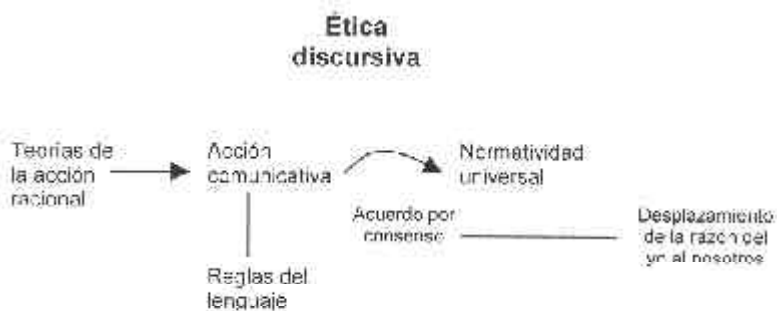 Ética
discursiva
Teorías de
la acción
racional
Acción
comunicativa
Normatividad
universal
Acuerdo por
consenso
Desplazamiento
de la razón del
yo al nosotros
Reglas del
lenguaje